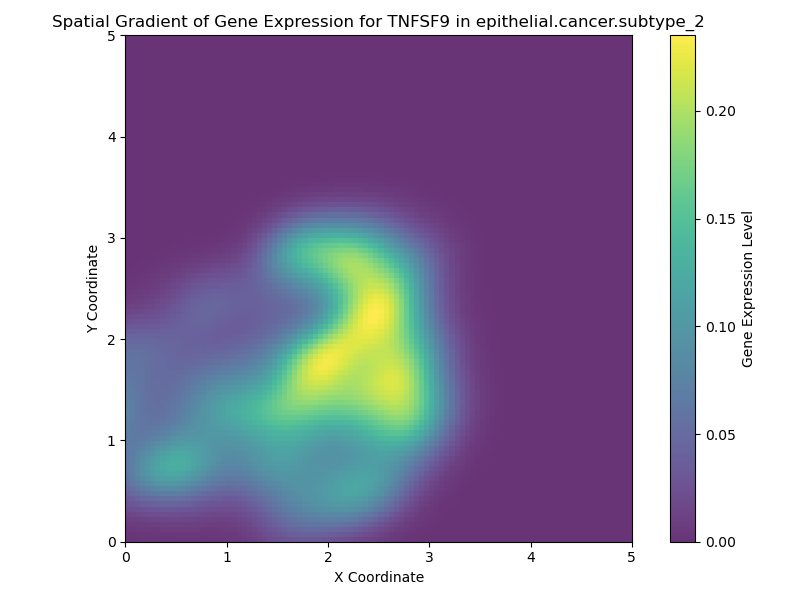 Spatial Gradient of Gene Expression for TNFSF9 in epithelial.cancer.subtype_2
5
4
3
2
1
0
0 1 2 3 4 5
Y Coordinate
X Coordinate
0.20
0.15
0.10
0.05
0.00
Gene Expression Level